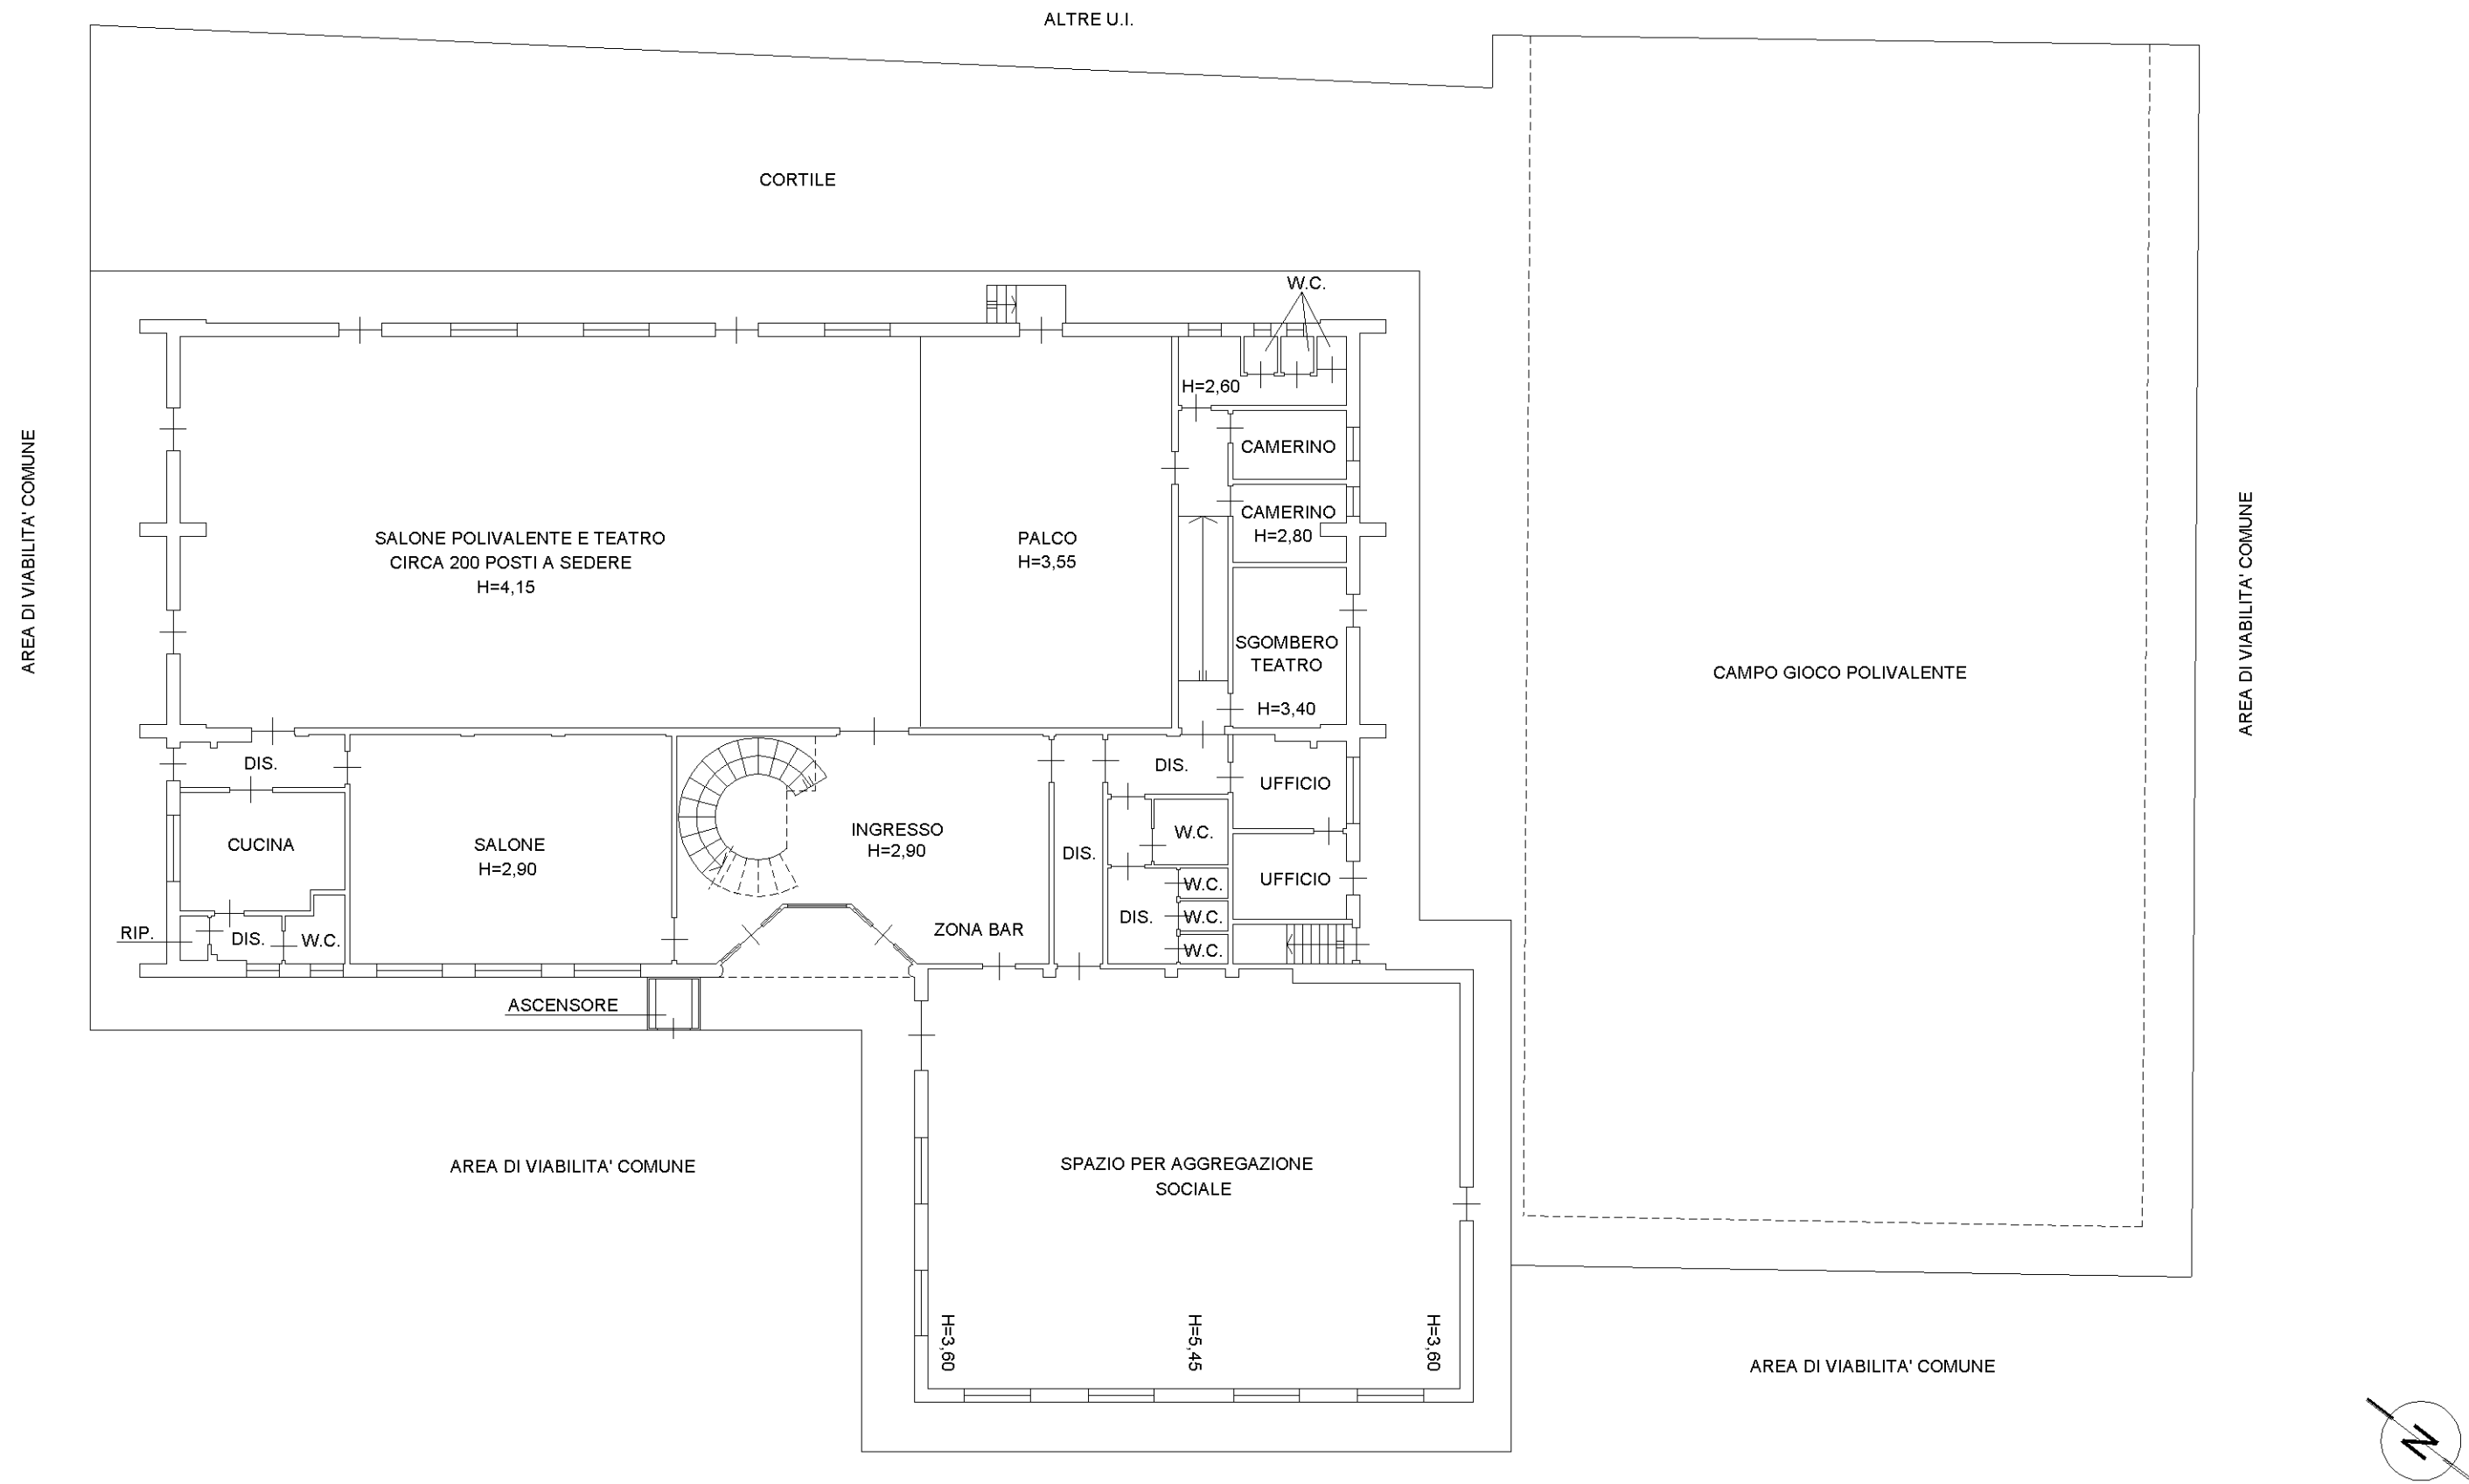 ALTRE U.I.
CORTILE
W.C.
H=2,60
CAMERINO
CAMERINO
H=2,80
AREA DI VIABILITA' COMUNE
SALONE POLIVALENTE E TEATRO
CIRCA 200 POSTI A SEDERE
H=4,15
PALCO
H=3,55
SGOMBERO
TEATRO
H=3,40
CAMPO GIOCO POLIVALENTE
AREA DI VIABILITA' COMUNE
DIS.
DIS.
UFFICIO
CUCINA
SALONE
H=2,90
INGRESSO
H=2,90
DIS.
W.C.
UFFICIO
W.C.
RIP.
DIS.
W.C.
ZONA BAR
DIS.
W.C.
W.C.
ASCENSORE
AREA DI VIABILITA' COMUNE
SPAZIO PER AGGREGAZIONE
SOCIALE
H=3,60
H=5,45
H=3,60
AREA DI VIABILITA' COMUNE
N